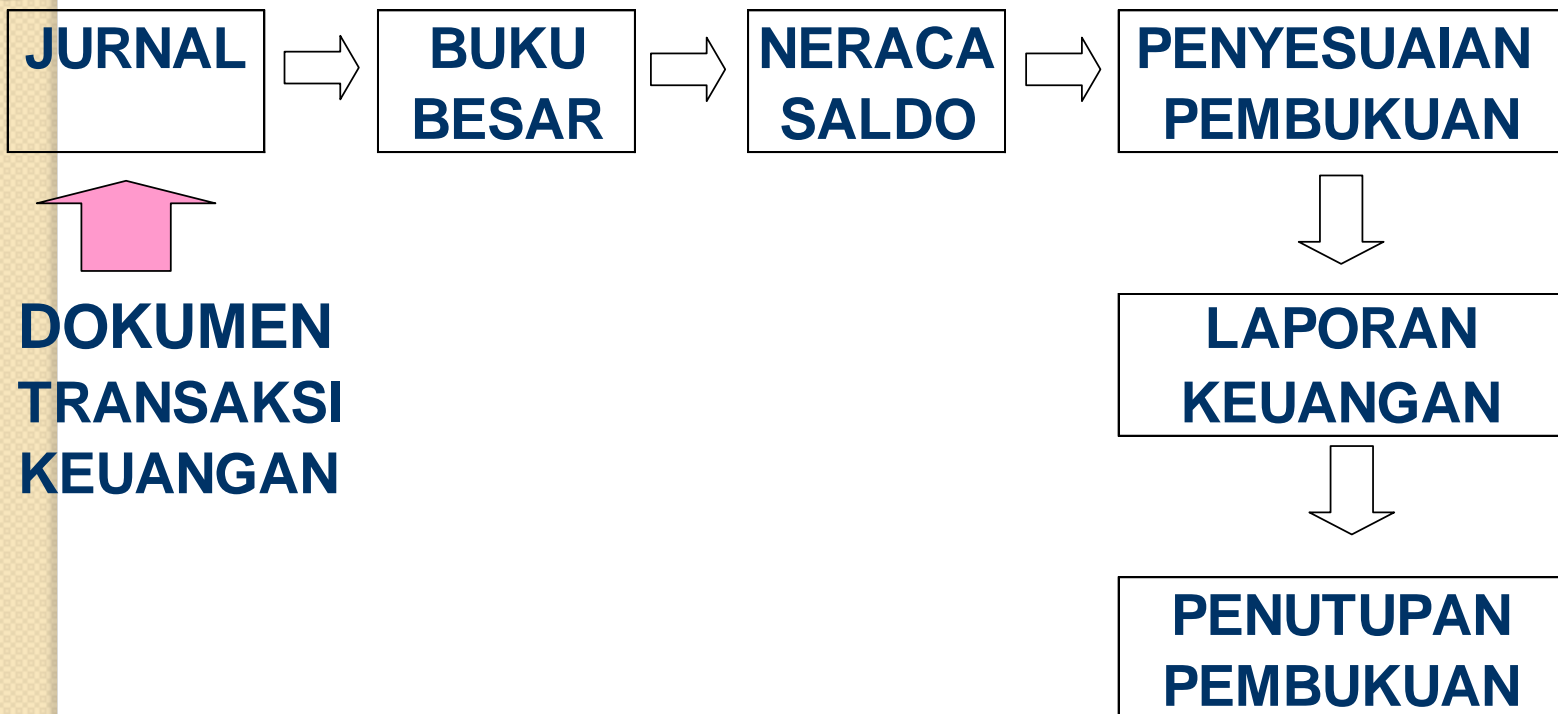 JURNAL
BUKU
BESAR
NERACA
SALDO
PENYESUAIAN
PEMBUKUAN
DOKUMEN
TRANSAKSI
KEUANGAN
LAPORAN
KEUANGAN
PENUTUPAN
PEMBUKUAN